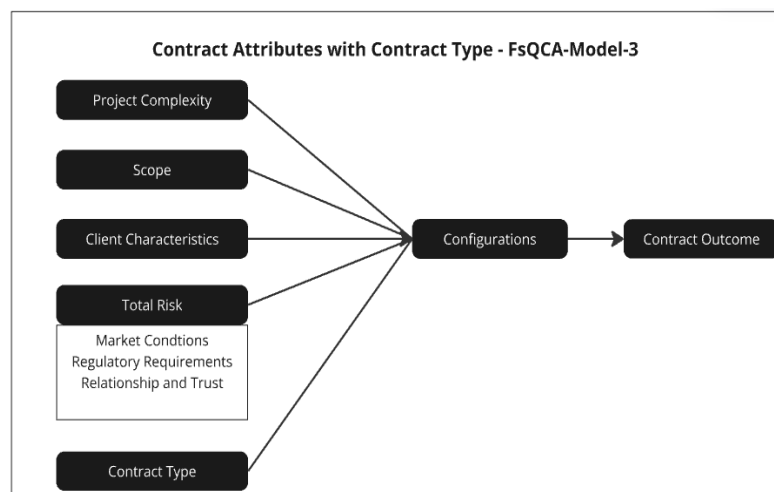 Contract Attributes with Contract Type - FsQCA-Model-3
Project Complexity
Scope
Client Characteristics
Configurations
Contract Outcome
Total Risk
Market Condtions
Regulatory Requirements
Relationship and Trust
Contract Type